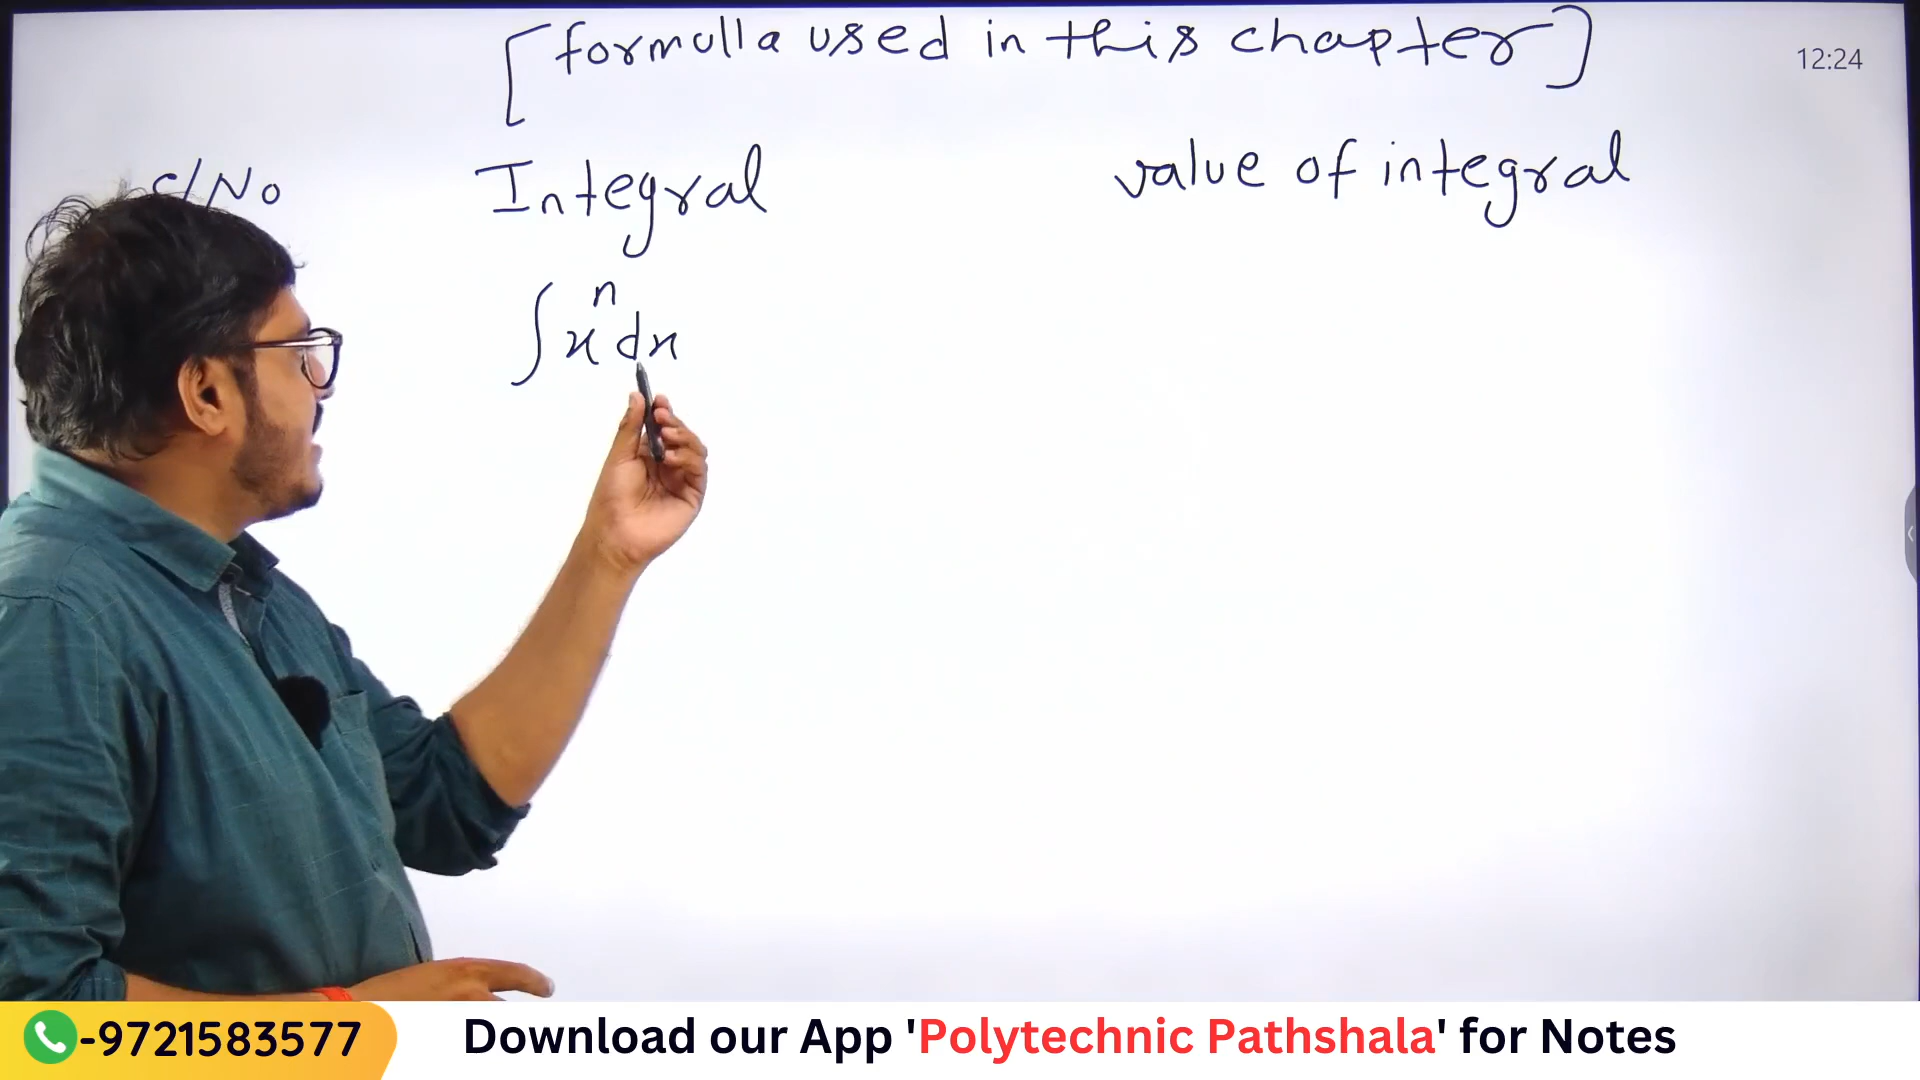 [formulla used in this chapter]
12:24
S/No Integral value of integral
∫xⁿdx
-9721583577 Download our App 'Polytechnic Pathshala' for Notes